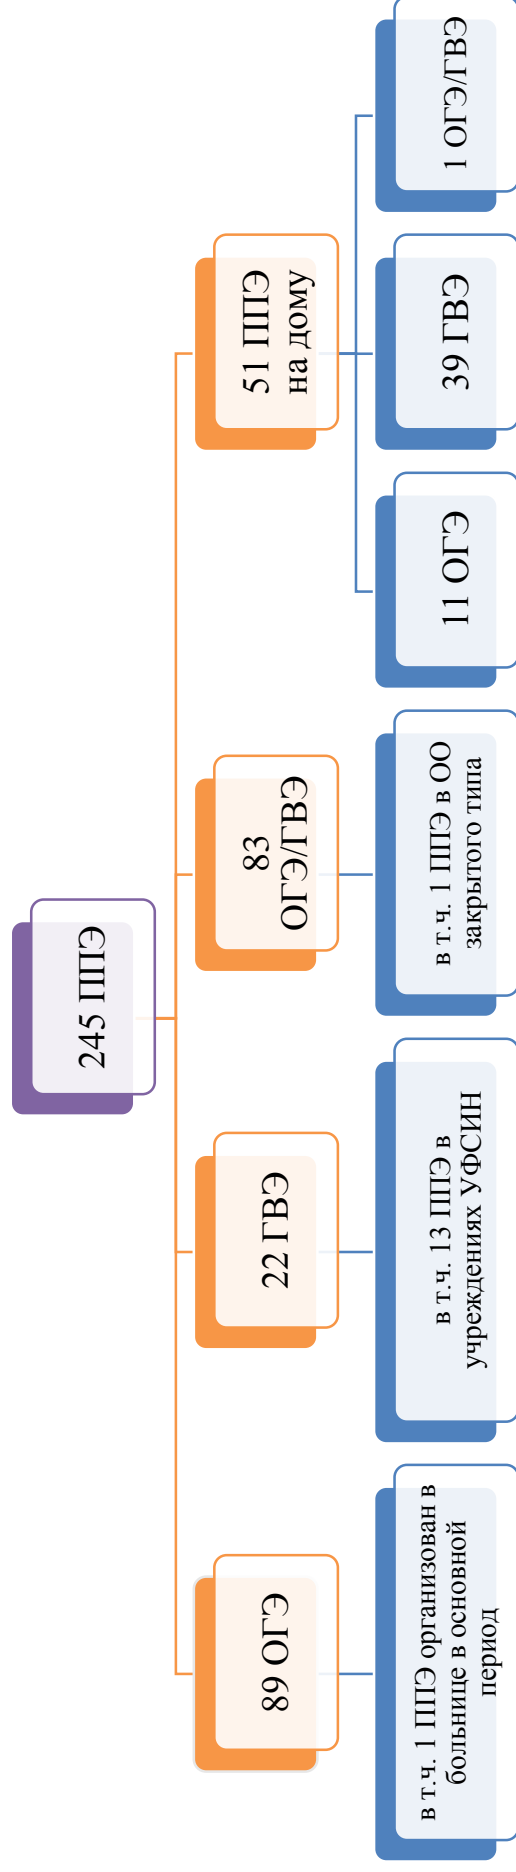 245 ППЭ
89 ОГЭ
22 ГВЭ
83
ОГЭ/ГВЭ
51 ППЭ
на дому
в т.ч. 1 ППЭ организован в
больнице в основной
период
в т.ч. 13 ППЭ в
учреждениях УФСИН
в т.ч. 1 ППЭ в ОО
закрытого типа
11 ОГЭ
39 ГВЭ
1 ОГЭ/ГВЭ